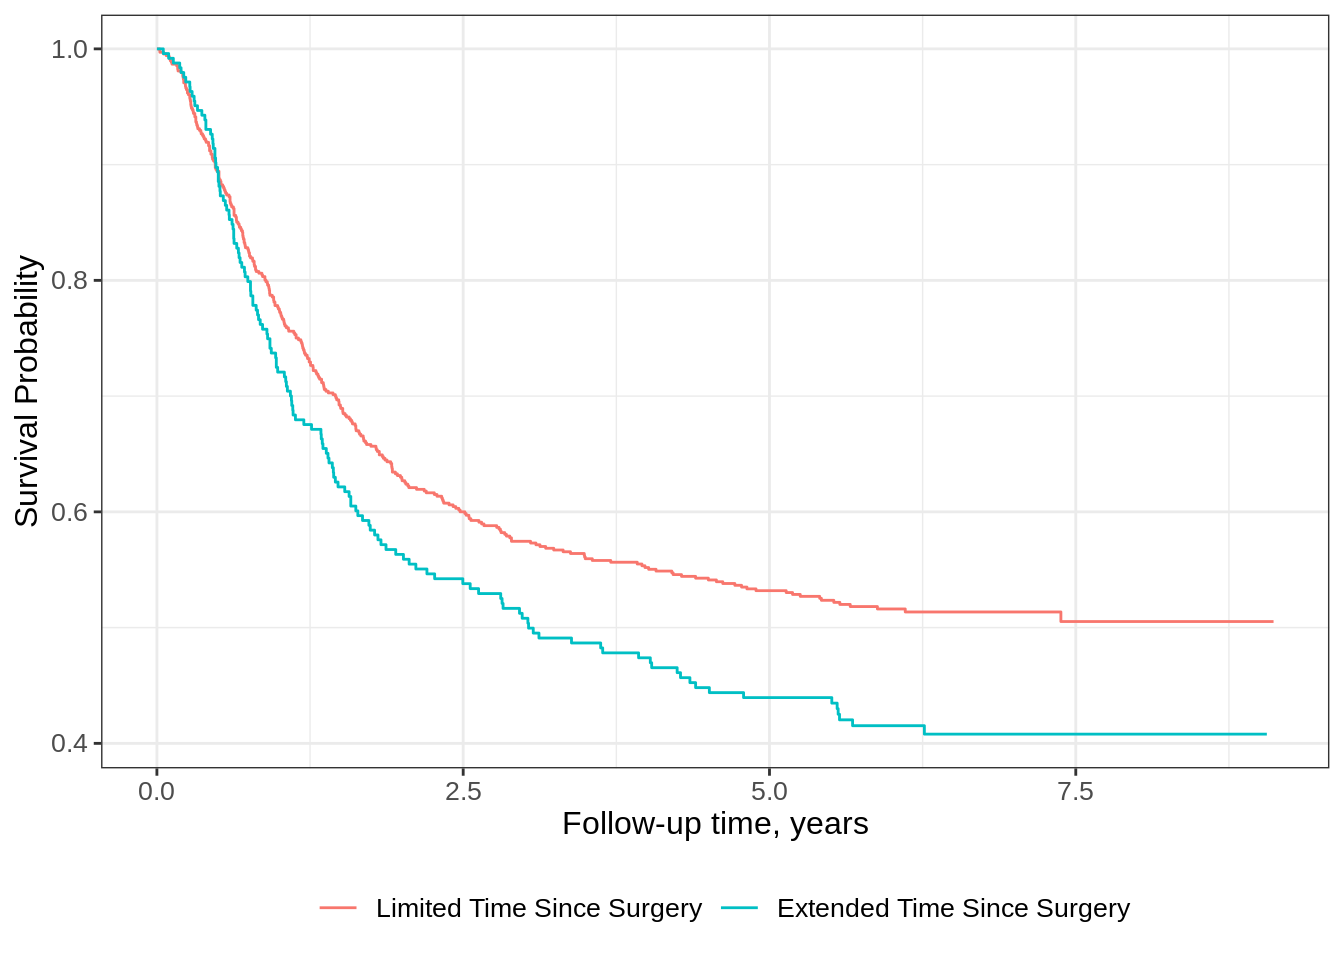 1.0
0.8
0.6
0.4
Survival Probability
0.0 2.5 5.0 7.5
Follow-up time, years
Limited Time Since Surgery Extended Time Since Surgery